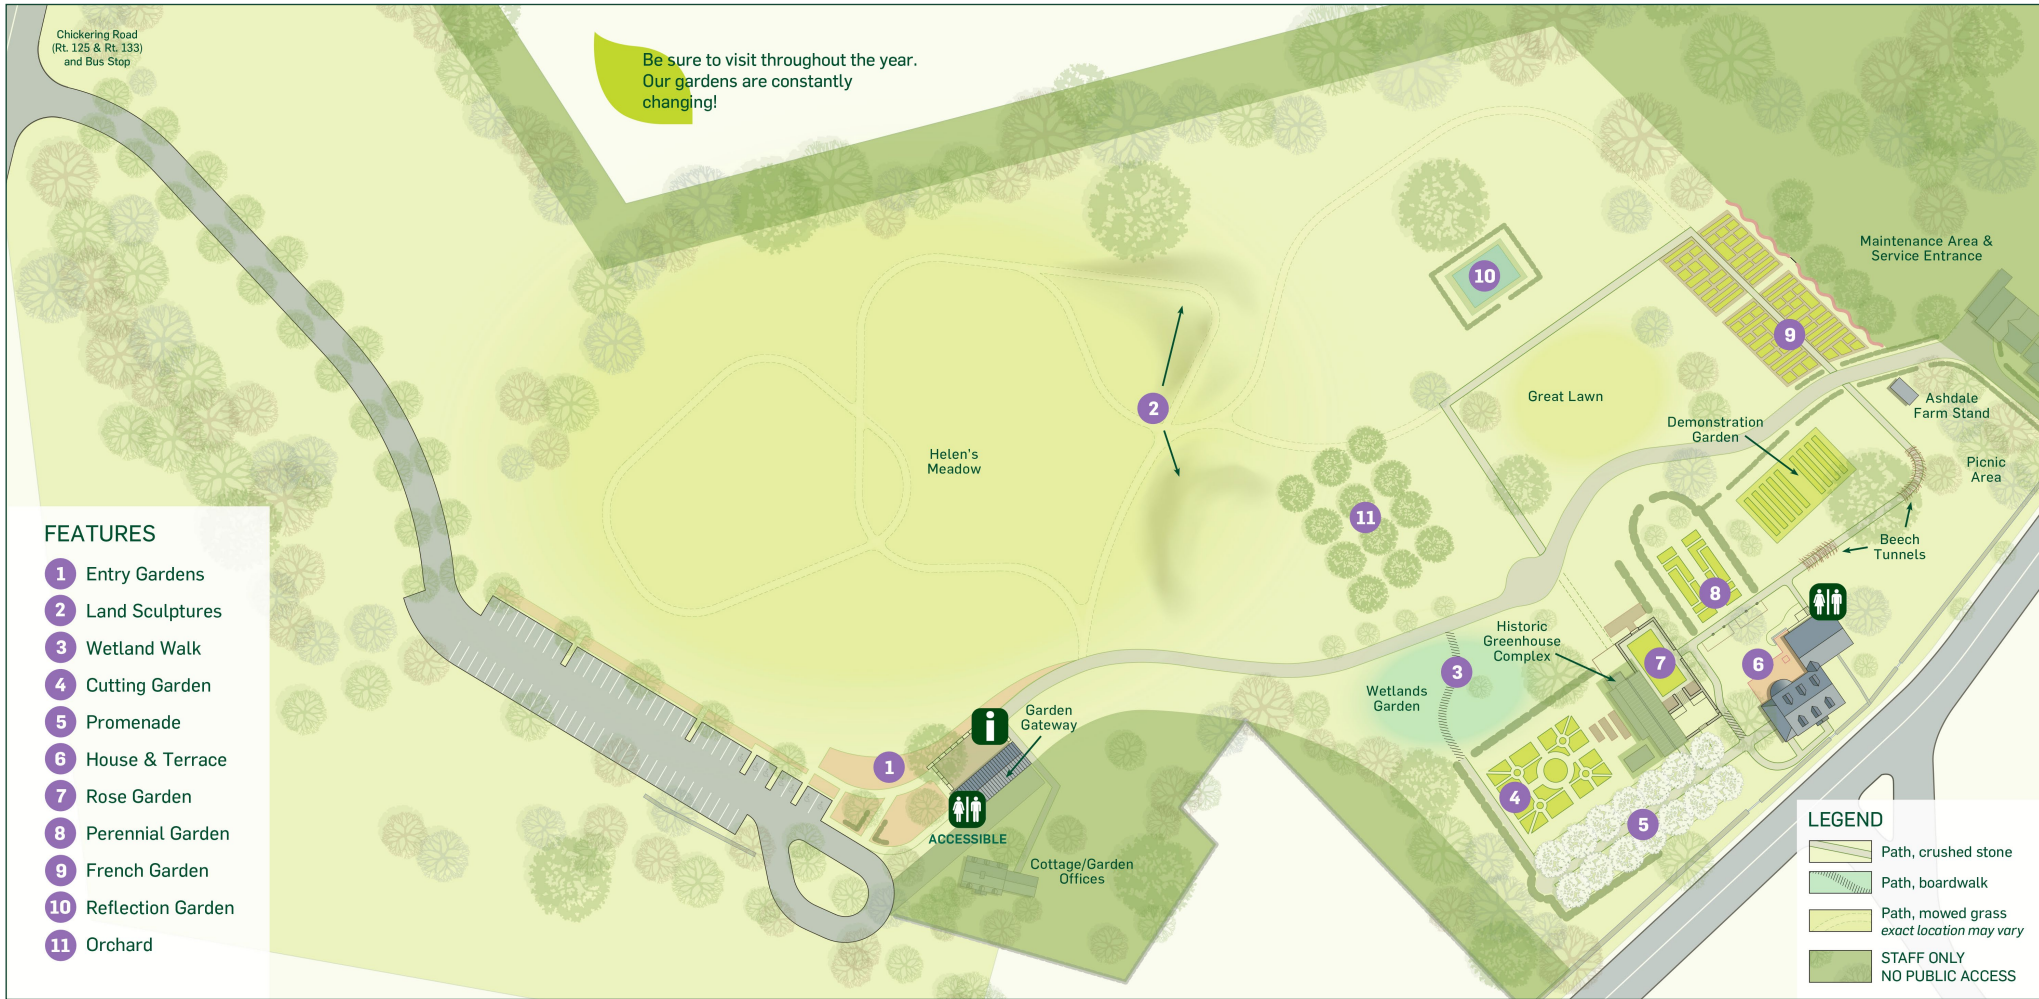 Chickering Road
(Rt. 125 & Rt. 133)
and Bus Stop
Be sure to visit throughout the year.
Our gardens are constantly
changing!
Maintenance Area &
Service Entrance
10
9
2
Great Lawn
Ashdale
Farm Stand
Demonstration
Garden
Helen's
Meadow
Picnic
Area
11
Beech
Tunnels
8
Historic
Greenhouse
Complex
7
6
3
Wetlands
Garden
Garden
Gateway
i
1
4
5
ACCESSIBLE
Cottage/Garden
Offices
FEATURES
1 Entry Gardens
2 Land Sculptures
3 Wetland Walk
4 Cutting Garden
5 Promenade
6 House & Terrace
7 Rose Garden
8 Perennial Garden
9 French Garden
10 Reflection Garden
11 Orchard
LEGEND
Path, crushed stone
Path, boardwalk
Path, mowed grass
exact location may vary
STAFF ONLY
NO PUBLIC ACCESS